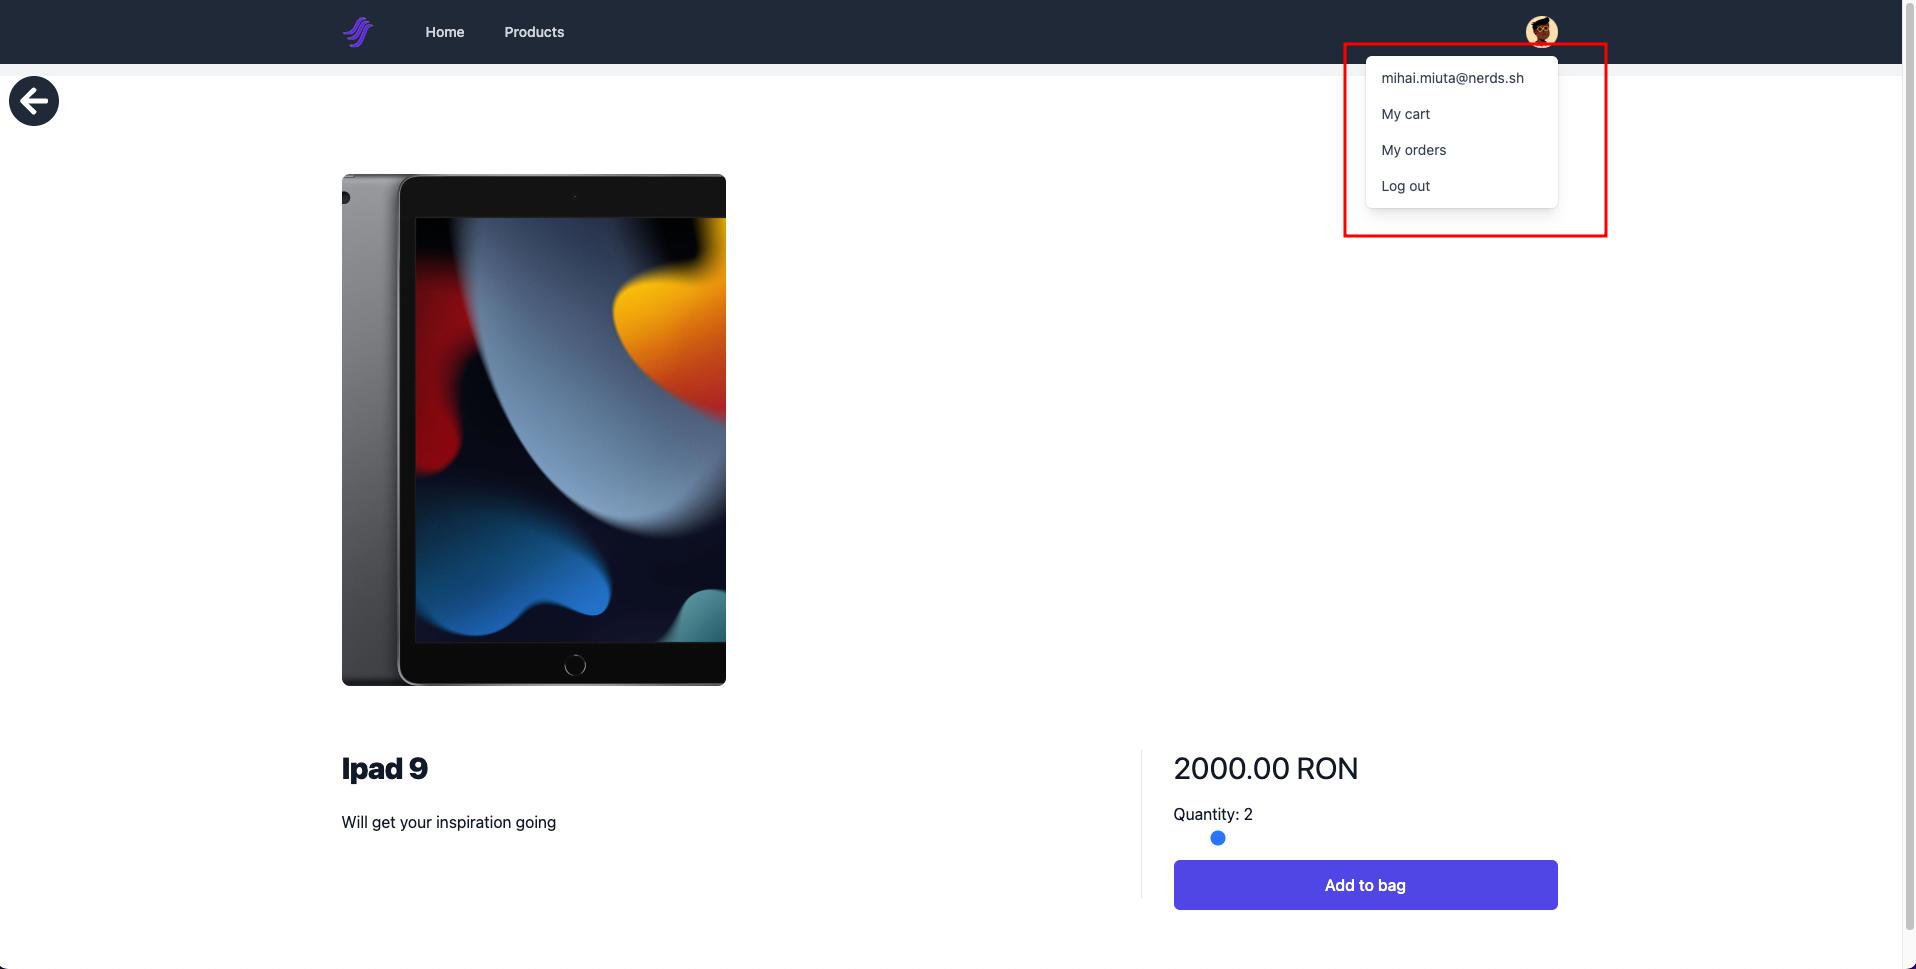 Home
Products
mihai.miuta@nerds.sh
My cart
My orders
Log out
Ipad 9
Will get your inspiration going
2000.00 RON
Quantity: 2
Add to bag